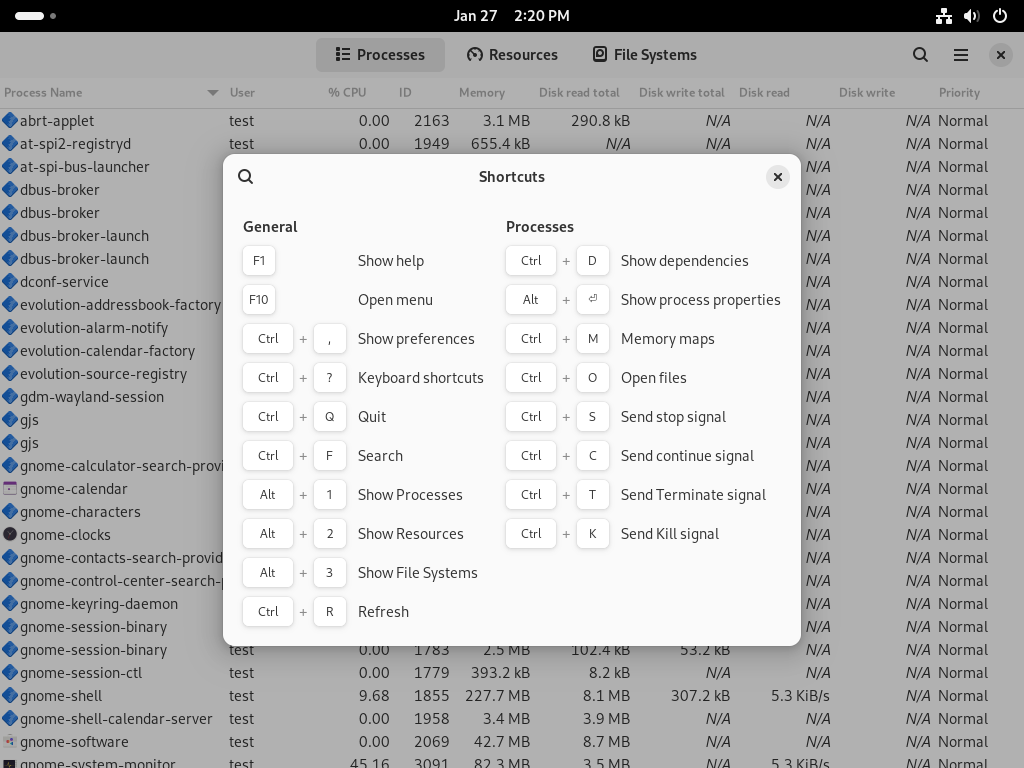 Jan 27 2:20 PM
Processes Resources File Systems
Process Name User % CPU ID Memory Disk read total Disk write total Disk read Disk write Priority
abrt-applet test 0.00 2163 3.1 MB 290.8 kB N/A N/A N/A Normal
at-spi2-registryd test 0.00 1949 655.4 kB N/A N/A N/A N/A Normal
at-spi-bus-launcher N/A N/A Normal
dbus-broker N/A N/A Normal
dbus-broker N/A N/A Normal
dbus-broker-launch N/A N/A Normal
dbus-broker-launch N/A N/A Normal
dconf-service N/A N/A Normal
evolution-addressbook-factory N/A N/A Normal
evolution-alarm-notify N/A N/A Normal
evolution-calendar-factory N/A N/A Normal
evolution-source-registry N/A N/A Normal
gdm-wayland-session N/A N/A Normal
gjs N/A N/A Normal
gjs N/A N/A Normal
gnome-calculator-search-provi N/A N/A Normal
gnome-calendar N/A N/A Normal
gnome-characters N/A N/A Normal
gnome-clocks N/A N/A Normal
gnome-contacts-search-provid N/A N/A Normal
gnome-control-center-search-p N/A N/A Normal
gnome-keyring-daemon N/A N/A Normal
gnome-session-binary N/A N/A Normal
gnome-session-binary test 0.00 1783 2.5 MB 102.4 kB 53.2 kB N/A N/A Normal
gnome-session-ctl test 0.00 1779 393.2 kB 8.2 kB N/A N/A N/A Normal
gnome-shell test 9.68 1855 227.7 MB 8.1 MB 307.2 kB 5.3 KiB/s N/A Normal
gnome-shell-calendar-server test 0.00 1958 3.4 MB 3.9 MB N/A N/A N/A Normal
gnome-software test 0.00 2069 42.7 MB 8.7 MB N/A N/A N/A Normal
gnome-system-monitor test 45.16 3091 82.3 MB 3.5 MB N/A 5.3 KiB/s N/A Normal
Shortcuts
General
F1 Show help
F10 Open menu
Ctrl + , Show preferences
Ctrl + ? Keyboard shortcuts
Ctrl + Q Quit
Ctrl + F Search
Alt + 1 Show Processes
Alt + 2 Show Resources
Alt + 3 Show File Systems
Ctrl + R Refresh
Processes
Ctrl + D Show dependencies
Alt + ⏎ Show process properties
Ctrl + M Memory maps
Ctrl + O Open files
Ctrl + S Send stop signal
Ctrl + C Send continue signal
Ctrl + T Send Terminate signal
Ctrl + K Send Kill signal